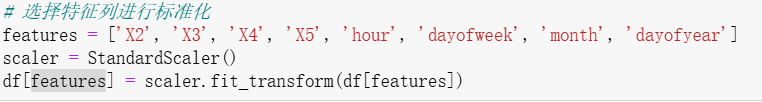 # 选择特征列进行标准化
features = ['X2', 'X3', 'X4', 'X5', 'hour', 'dayofweek', 'month', 'dayofyear']
scaler = StandardScaler()
df[features] = scaler.fit_transform(df[features])